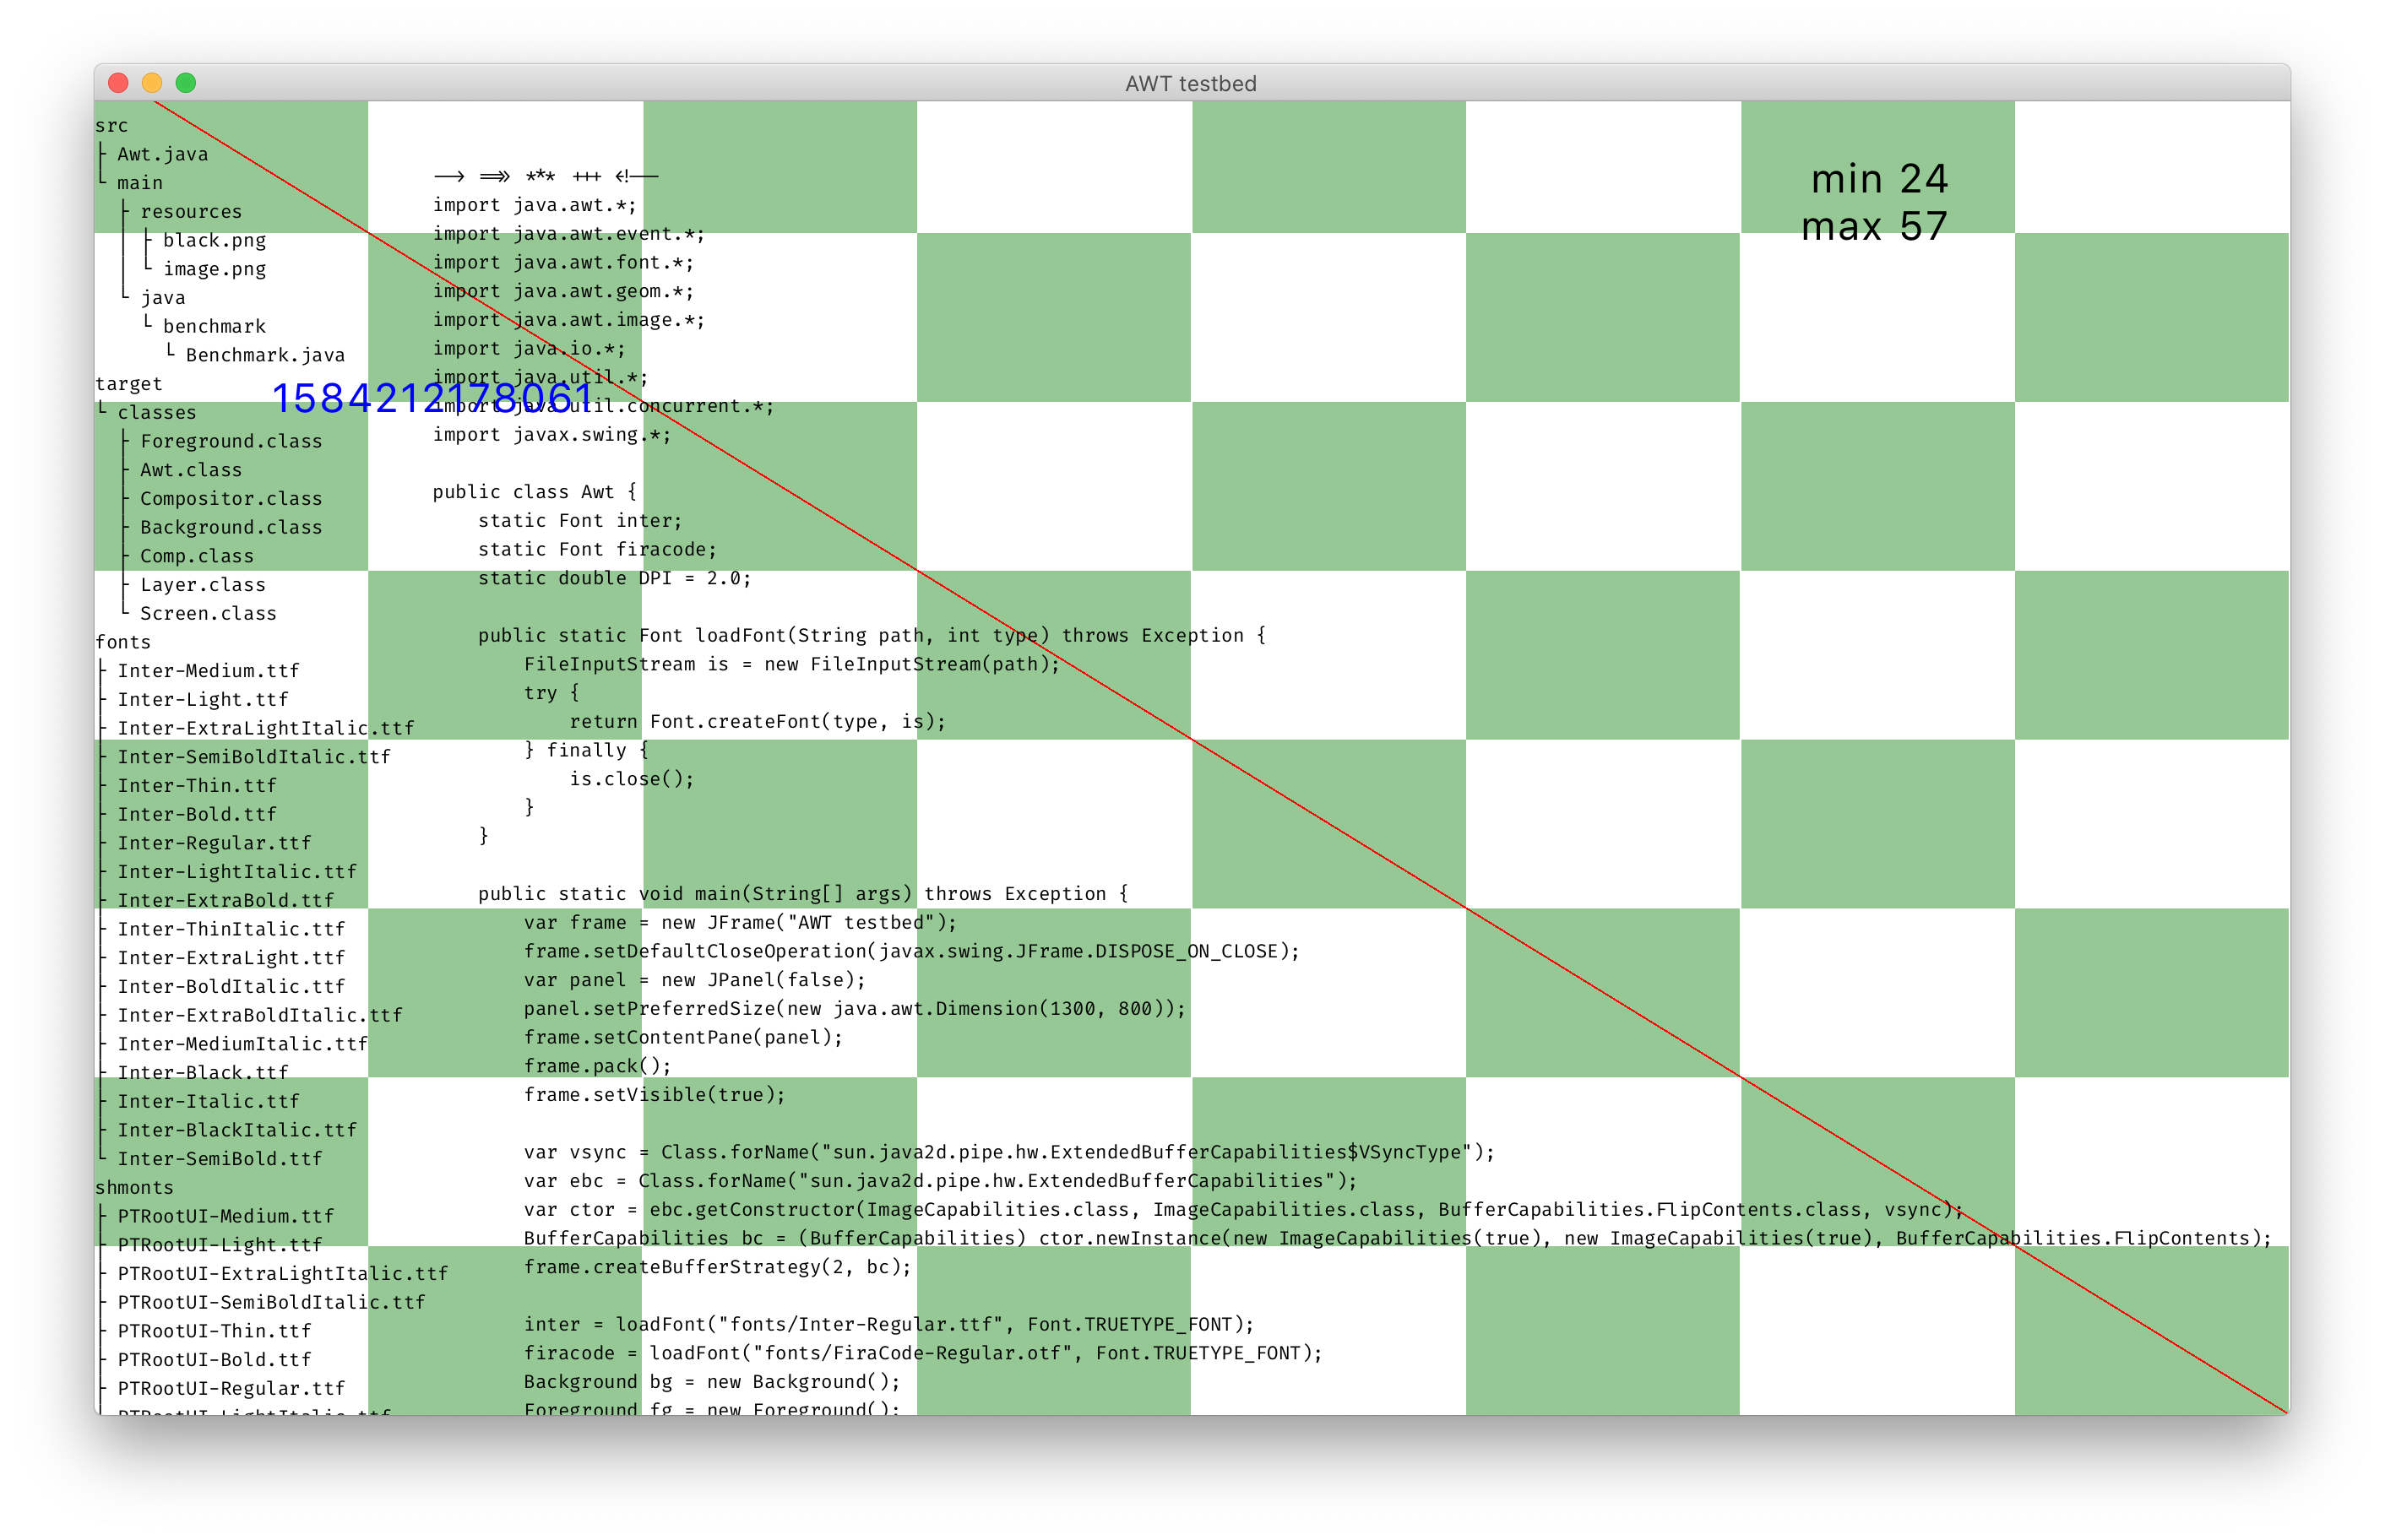 AWT testbed
src
├ Awt.java
└ main
  ├ resources
  │ ├ black.png
  │ └ image.png
  └ java
    └ benchmark
      └ Benchmark.java
target
└ classes
  ├ Foreground.class
  ├ Awt.class
  ├ Compositor.class
  ├ Background.class
  ├ Comp.class
  ├ Layer.class
  └ Screen.class
fonts
├ Inter-Medium.ttf
├ Inter-Light.ttf
├ Inter-ExtraLightItalic.ttf
├ Inter-SemiBoldItalic.ttf
├ Inter-Thin.ttf
├ Inter-Bold.ttf
├ Inter-Regular.ttf
├ Inter-LightItalic.ttf
├ Inter-ExtraBold.ttf
├ Inter-ThinItalic.ttf
├ Inter-ExtraLight.ttf
├ Inter-BoldItalic.ttf
├ Inter-ExtraBoldItalic.ttf
├ Inter-MediumItalic.ttf
├ Inter-Black.ttf
├ Inter-Italic.ttf
├ Inter-BlackItalic.ttf
└ Inter-SemiBold.ttf
shmonts
├ PTRootUI-Medium.ttf
├ PTRootUI-Light.ttf
├ PTRootUI-ExtraLightItalic.ttf
├ PTRootUI-SemiBoldItalic.ttf
├ PTRootUI-Thin.ttf
├ PTRootUI-Bold.ttf
├ PTRootUI-Regular.ttf
├ PTRootUI-LightItalic.ttf
1584212178061
--> ==>> *** +++ <!---
import java.awt.*;
import java.awt.event.*;
import java.awt.font.*;
import java.awt.geom.*;
import java.awt.image.*;
import java.io.*;
import java.util.*;
import java.util.concurrent.*;
import javax.swing.*;

public class Awt {
    static Font inter;
    static Font firacode;
    static double DPI = 2.0;

    public static Font loadFont(String path, int type) throws Exception {
        FileInputStream is = new FileInputStream(path);
        try {
            return Font.createFont(type, is);
        } finally {
            is.close();
        }
    }

    public static void main(String[] args) throws Exception {
        var frame = new JFrame("AWT testbed");
        frame.setDefaultCloseOperation(javax.swing.JFrame.DISPOSE_ON_CLOSE);
        var panel = new JPanel(false);
        panel.setPreferredSize(new java.awt.Dimension(1300, 800));
        frame.setContentPane(panel);
        frame.pack();
        frame.setVisible(true);

        var vsync = Class.forName("sun.java2d.pipe.hw.ExtendedBufferCapabilities$VSyncType");
        var ebc = Class.forName("sun.java2d.pipe.hw.ExtendedBufferCapabilities");
        var ctor = ebc.getConstructor(ImageCapabilities.class, ImageCapabilities.class, BufferCapabilities.FlipContents.class, vsync);
        BufferCapabilities bc = (BufferCapabilities) ctor.newInstance(new ImageCapabilities(true), new ImageCapabilities(true), BufferCapabilities.FlipContents);
        frame.createBufferStrategy(2, bc);

        inter = loadFont("fonts/Inter-Regular.ttf", Font.TRUETYPE_FONT);
        firacode = loadFont("fonts/FiraCode-Regular.otf", Font.TRUETYPE_FONT);
        Background bg = new Background();
        Foreground fg = new Foreground();
min 24
max 57